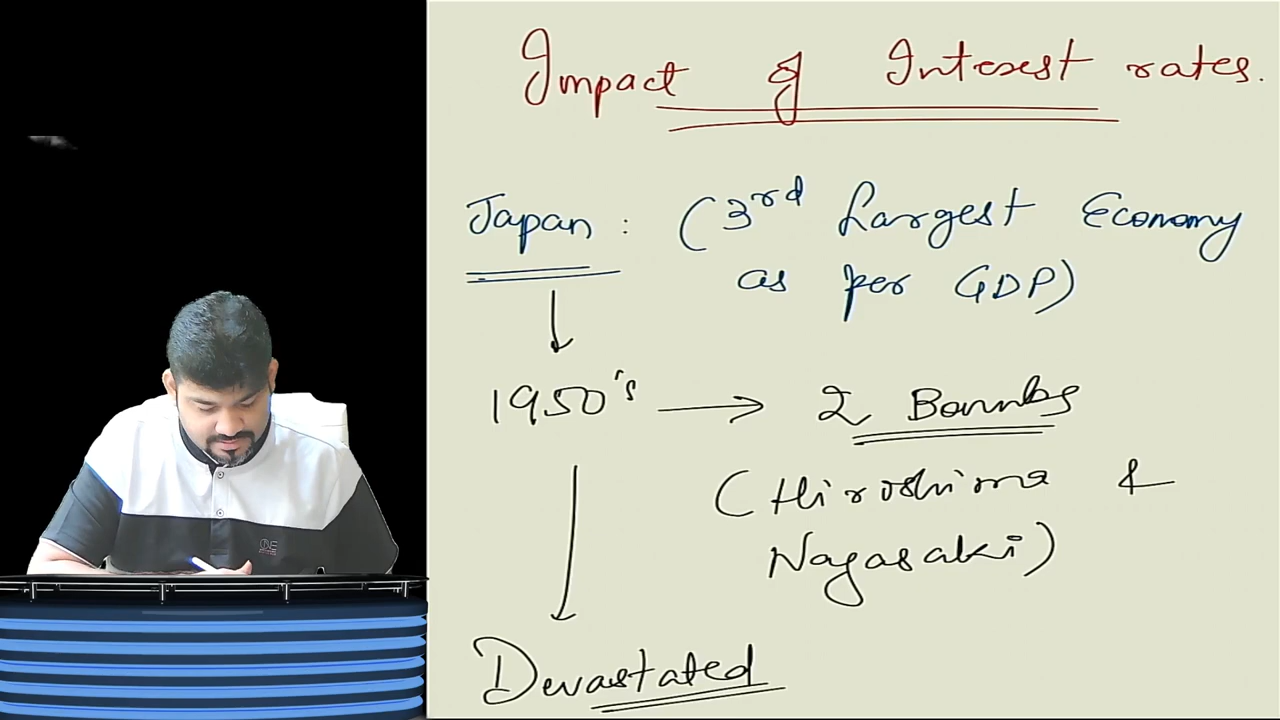 Impact of Interest rates.
Japan : (3rd Largest Economy
as per GDP)
1950's → 2 Bombs
(Hiroshima &
Nagasaki)
Devastated